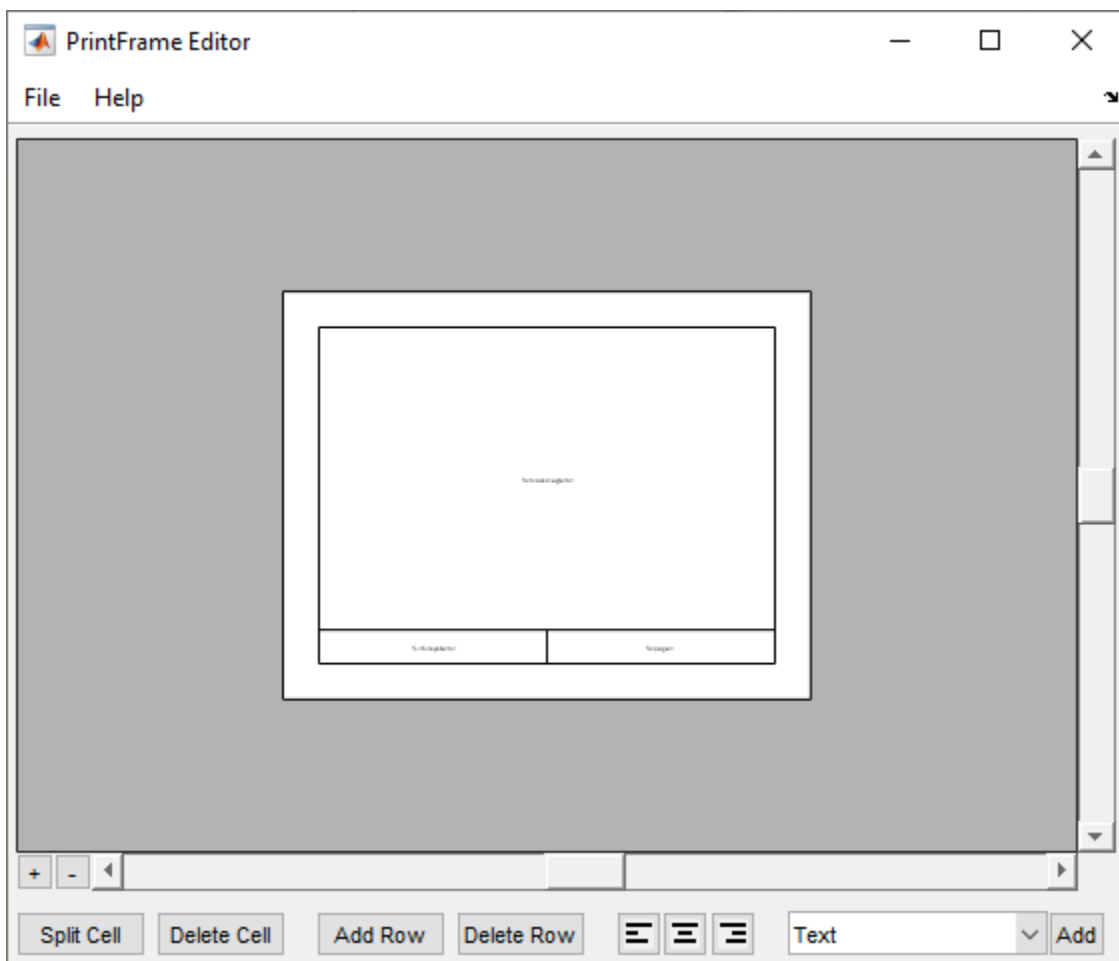 PrintFrame Editor
File Help
+ -
Split Cell Delete Cell Add Row Delete Row Text Add